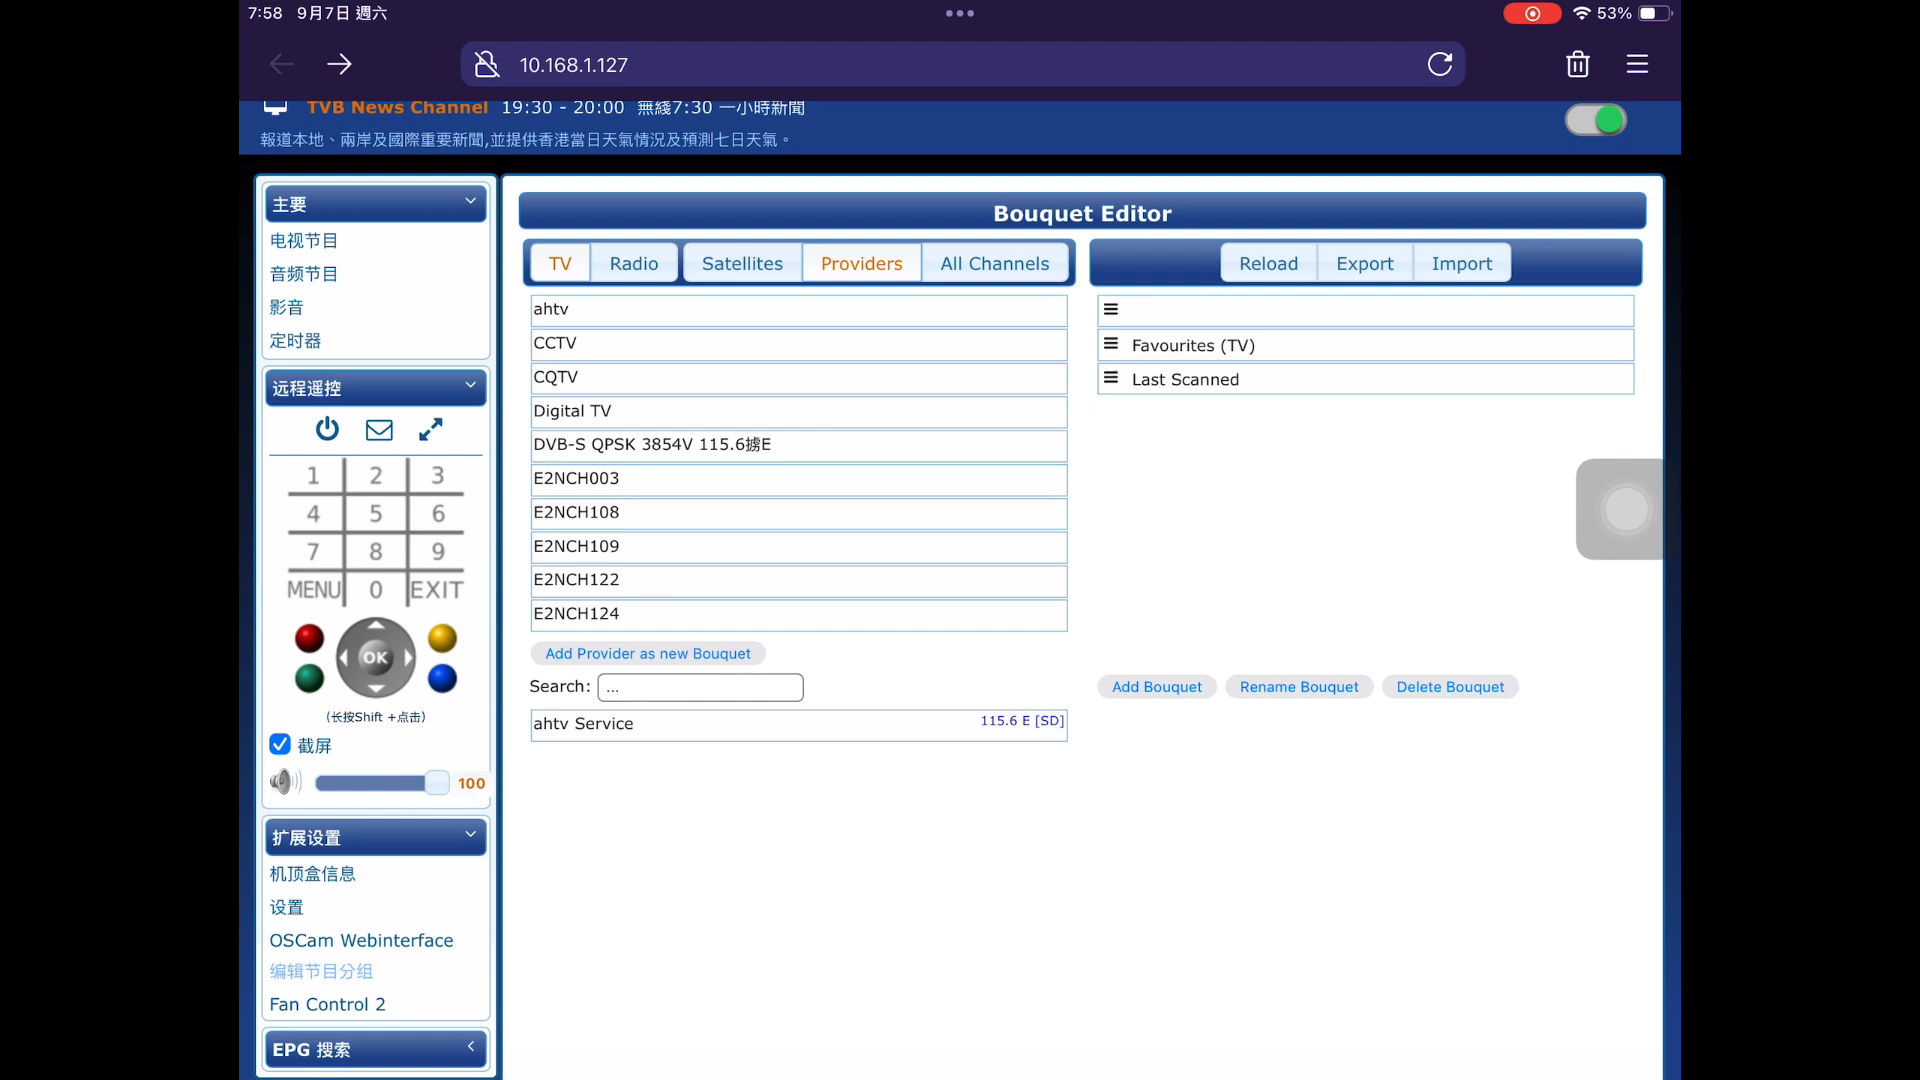 7:58 9月7日 週六
53%
10.168.1.127
TVB News Channel 19:30 - 20:00 無綫7:30 一小時新聞
報道本地、兩岸及國際重要新聞,並提供香港當日天氣情況及預測七日天氣。
主要
电视节目
音频节目
影音
定时器
远程遥控
1 2 3
4 5 6
7 8 9
MENU 0 EXIT
OK
(长按Shift +点击)
截屏
100
扩展设置
机顶盒信息
设置
OSCam Webinterface
编辑节目分组
Fan Control 2
EPG 搜索
Bouquet Editor
TV Radio Satellites Providers All Channels
Reload Export Import
ahtv
CCTV
CQTV
Digital TV
DVB-S QPSK 3854V 115.6掳E
E2NCH003
E2NCH108
E2NCH109
E2NCH122
E2NCH124
Add Provider as new Bouquet
Search: ...
ahtv Service 115.6 E [SD]
Favourites (TV)
Last Scanned
Add Bouquet Rename Bouquet Delete Bouquet